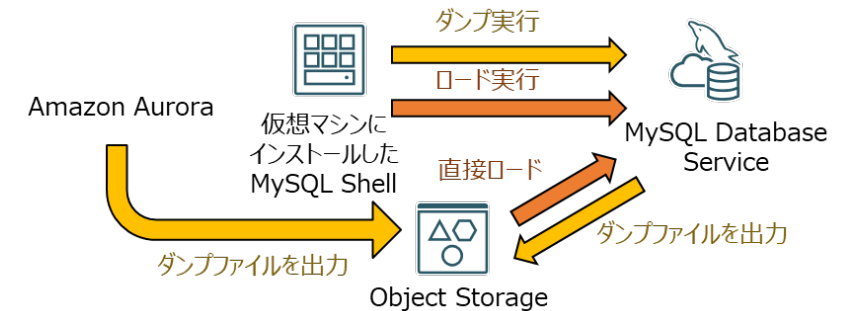 ダンプ実行
ロード実行
Amazon Aurora
仮想マシンに
インストールした
MySQL Shell
MySQL Database
Service
直接ロード
ダンプファイルを出力
ダンプファイルを出力
Object Storage